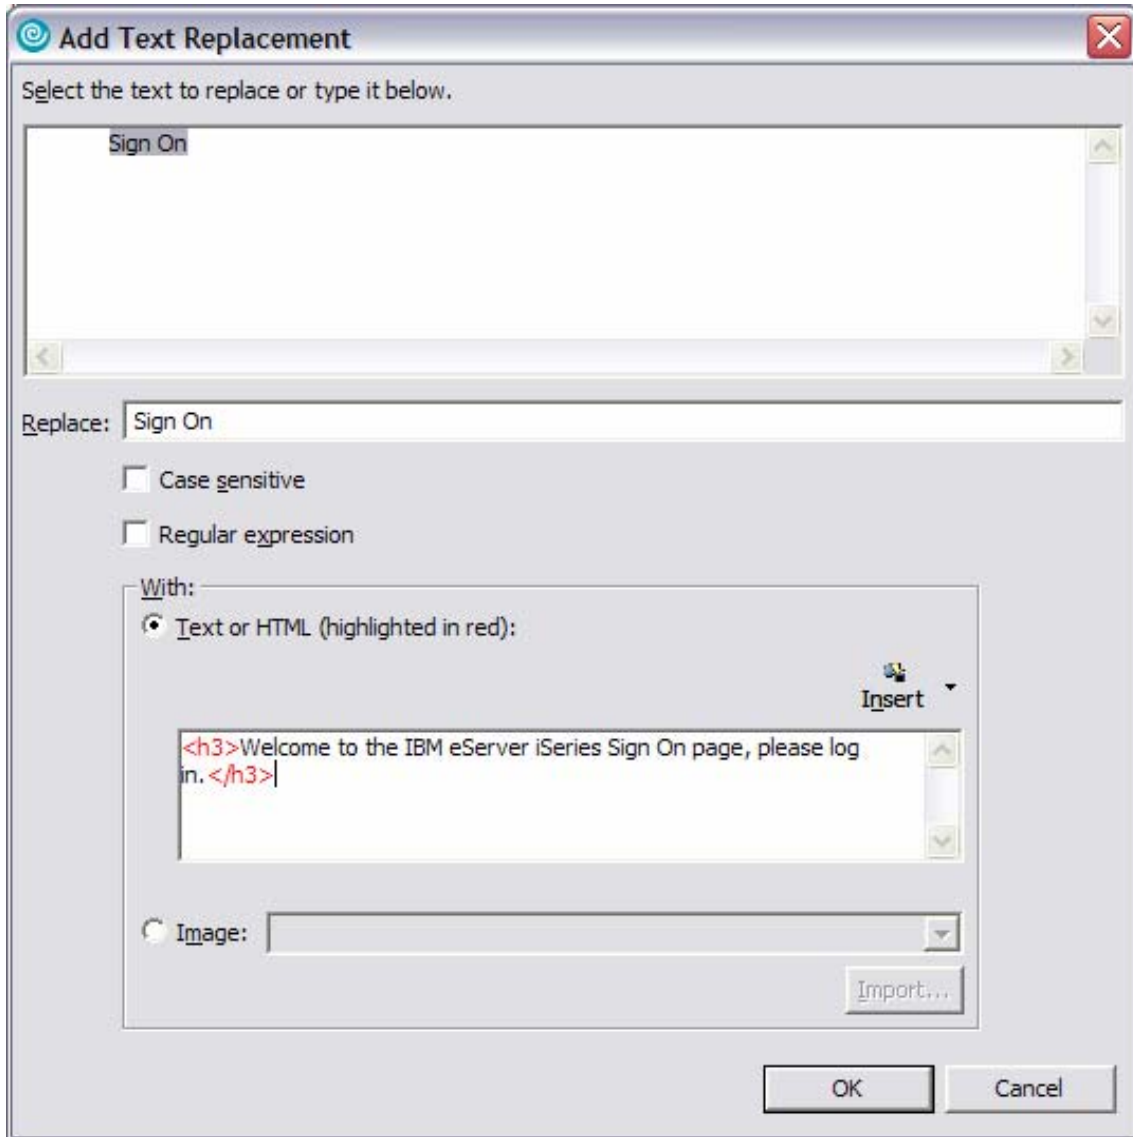 Add Text Replacement
Select the text to replace or type it below.
Sign On
Replace: Sign On
Case sensitive
Regular expression
With:
Text or HTML (highlighted in red):
Insert
<h3>Welcome to the IBM eServer iSeries Sign On page, please log
in.</h3>
Image:
Import...
OK Cancel